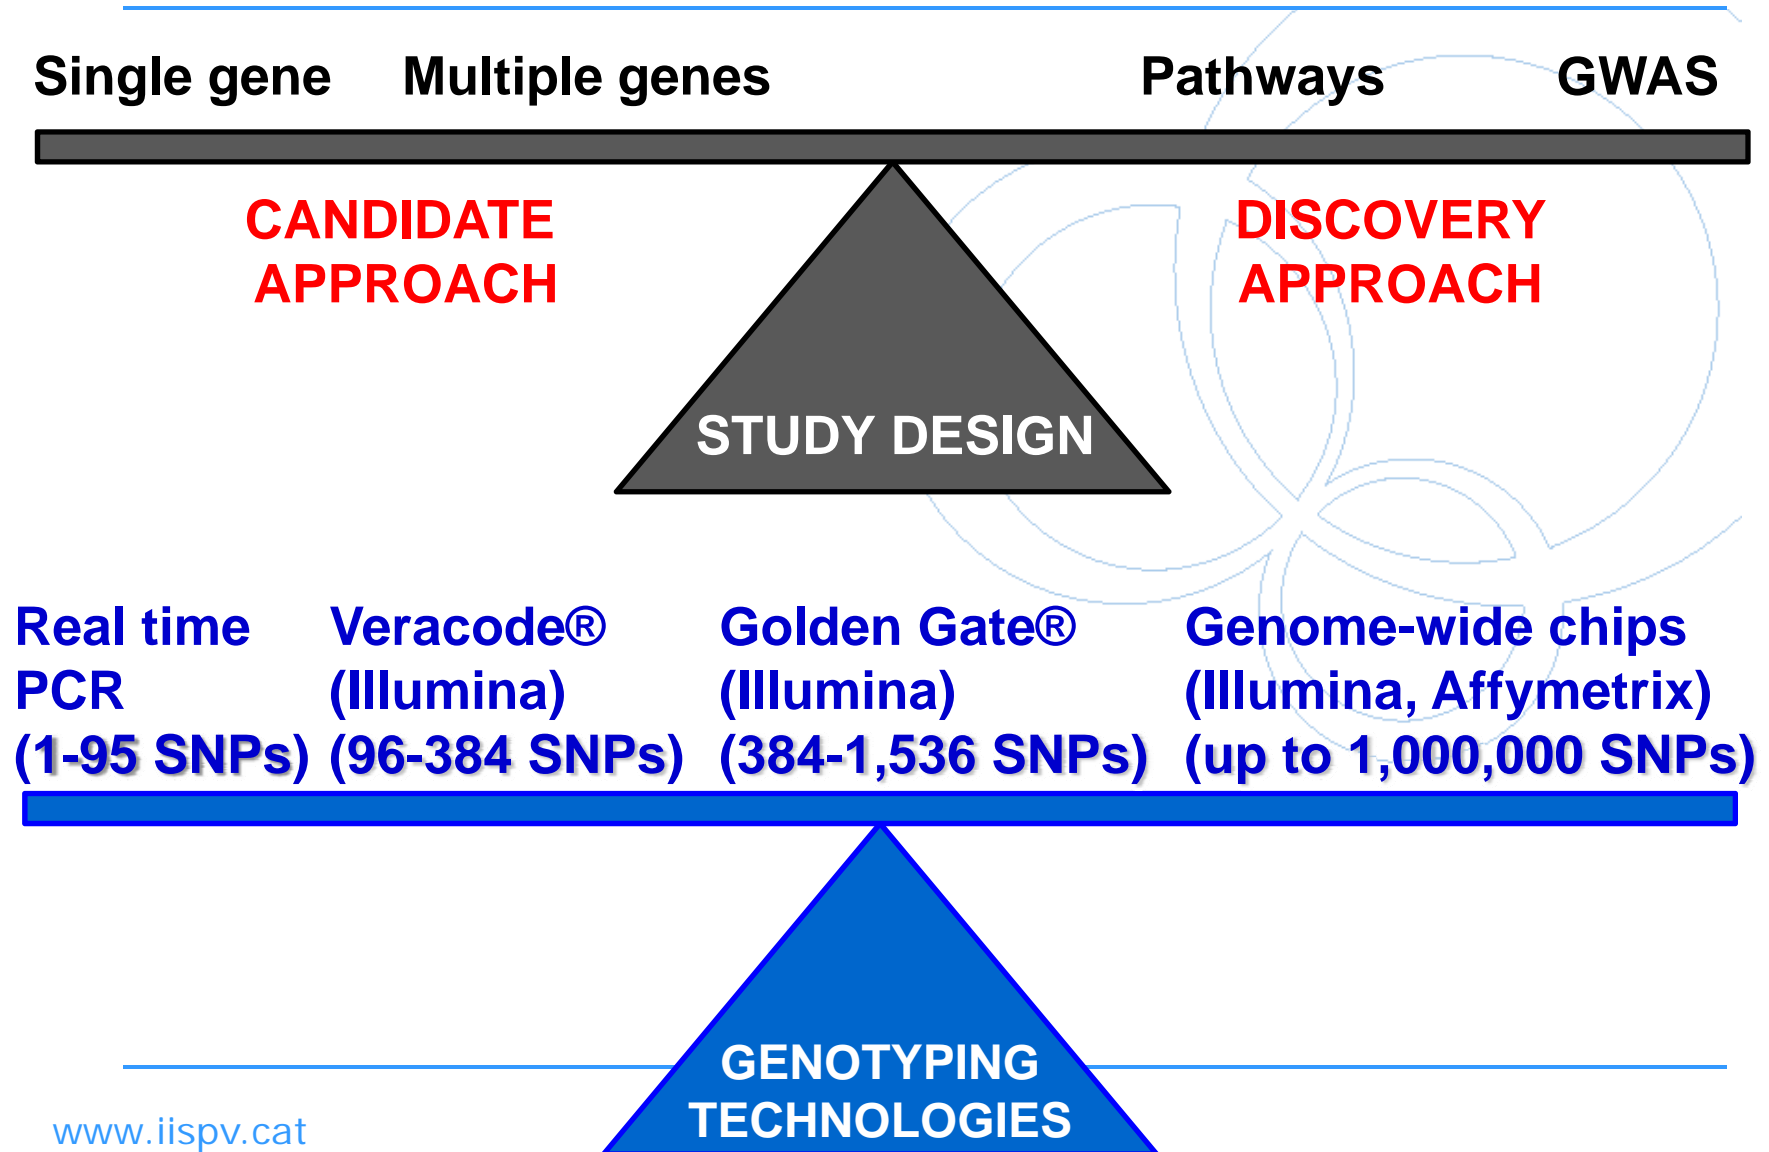 Single gene Multiple genes Pathways GWAS
CANDIDATE
APPROACH
DISCOVERY
APPROACH
STUDY DESIGN
Real time
PCR
(1-95 SNPs)
Veracode®
(Illumina)
(96-384 SNPs)
Golden Gate®
(Illumina)
(384-1,536 SNPs)
Genome-wide chips
(Illumina, Affymetrix)
(up to 1,000,000 SNPs)
GENOTYPING
TECHNOLOGIES
www.iispv.cat